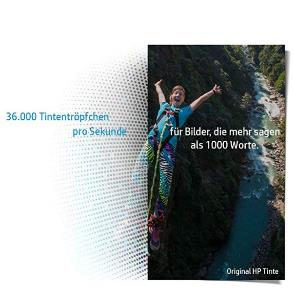 36.000 Tintentröpfchen
pro Sekunde
für Bilder, die mehr sagen
als 1000 Worte.
Original HP Tinte